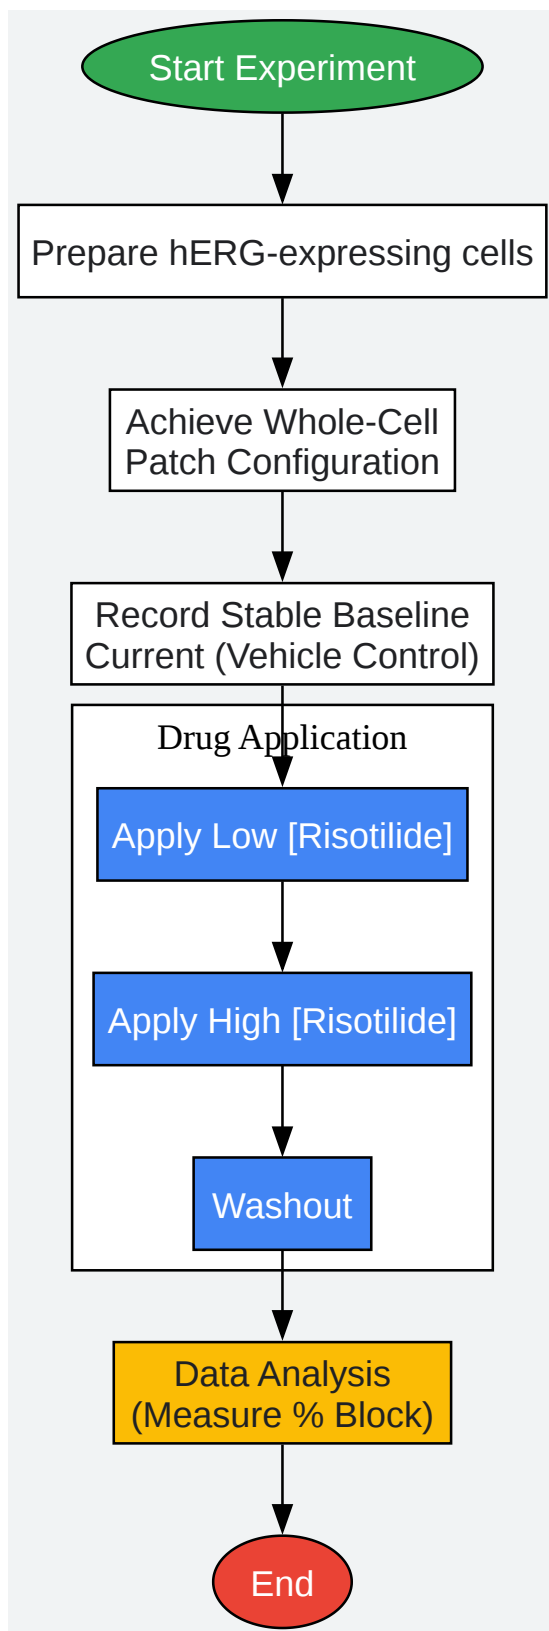 Start Experiment
Prepare hERG-expressing cells
Achieve Whole-Cell
Patch Configuration
Record Stable Baseline
Current (Vehicle Control)
Drug Application
Apply Low [Risotilide]
Apply High [Risotilide]
Washout
Data Analysis
(Measure % Block)
End